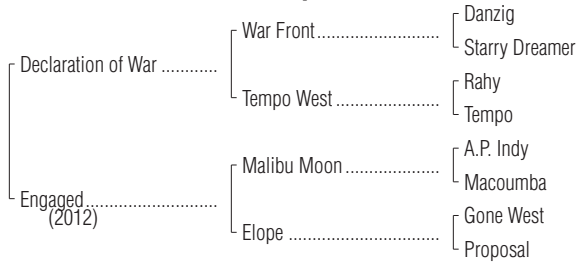 Danzig
War Front
Starry Dreamer
Declaration of War
Rahy
Tempo West
Tempo
A.P. Indy
Malibu Moon
Macoumba
Engaged
(2012)
Gone West
Elope
Proposal